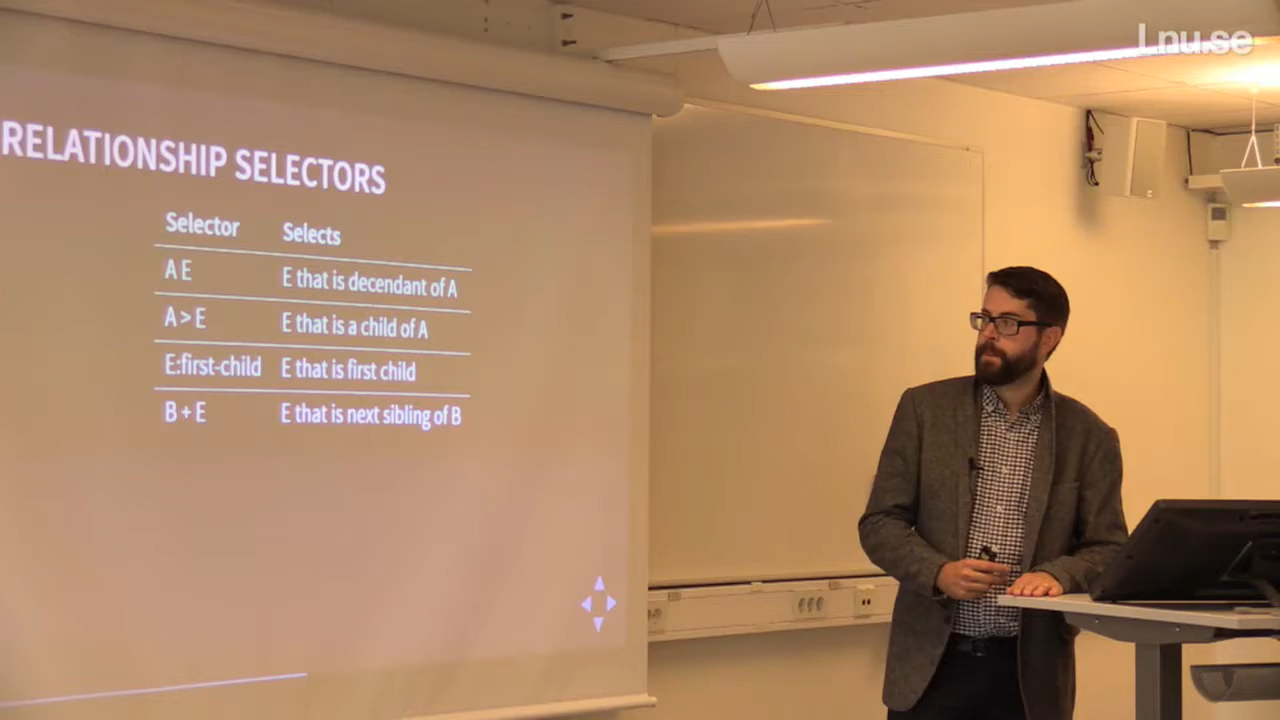 Lnu.se
RELATIONSHIP SELECTORS
Selector Selects
A E E that is decendant of A
A > E E that is a child of A
E:first-child E that is first child
B + E E that is next sibling of B